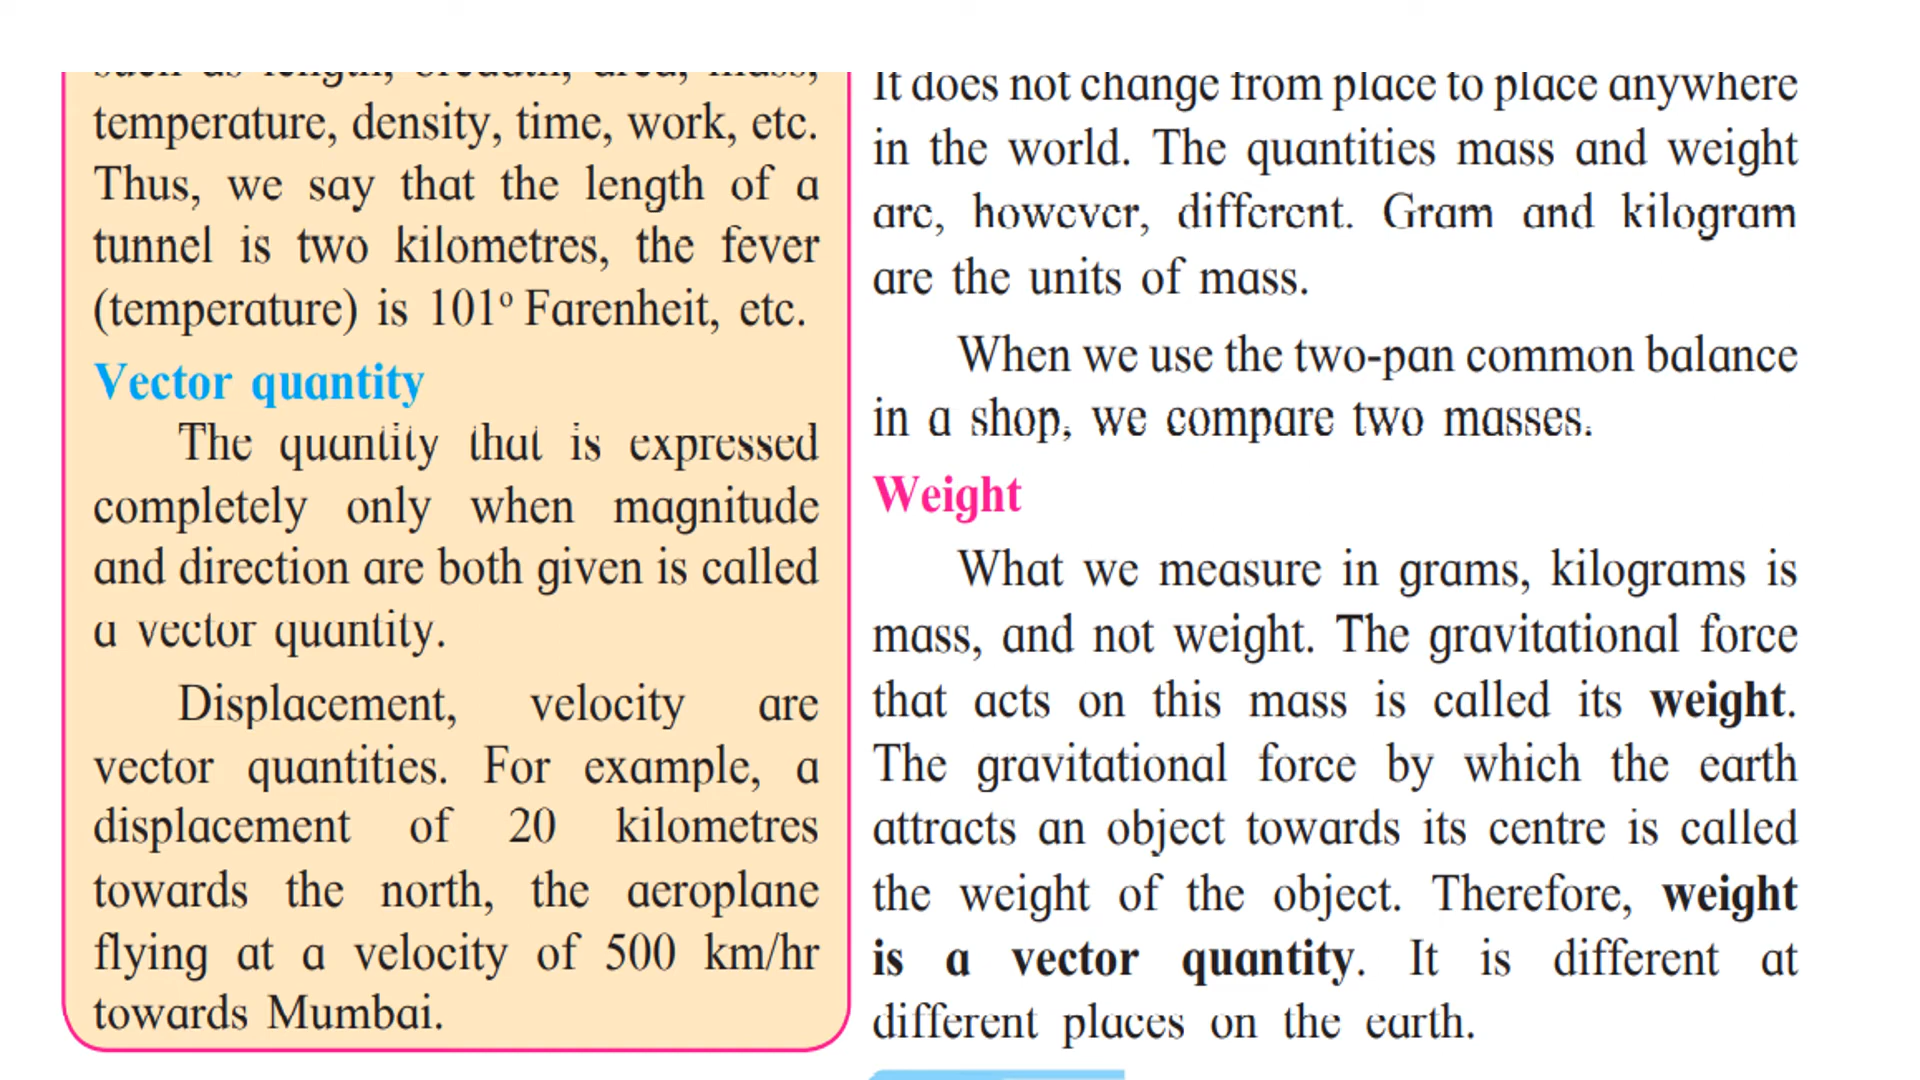 such as length, breadth, area, mass,
temperature, density, time, work, etc.
Thus, we say that the length of a
tunnel is two kilometres, the fever
(temperature) is 101º Farenheit, etc.
Vector quantity
The quantity that is expressed
completely only when magnitude
and direction are both given is called
a vector quantity.
Displacement, velocity are
vector quantities. For example, a
displacement of 20 kilometres
towards the north, the aeroplane
flying at a velocity of 500 km/hr
towards Mumbai.
It does not change from place to place anywhere
in the world. The quantities mass and weight
are, however, different. Gram and kilogram
are the units of mass.
When we use the two-pan common balance
in a shop, we compare two masses.
Weight
What we measure in grams, kilograms is
mass, and not weight. The gravitational force
that acts on this mass is called its weight.
The gravitational force by which the earth
attracts an object towards its centre is called
the weight of the object. Therefore, weight
is a vector quantity. It is different at
different places on the earth.